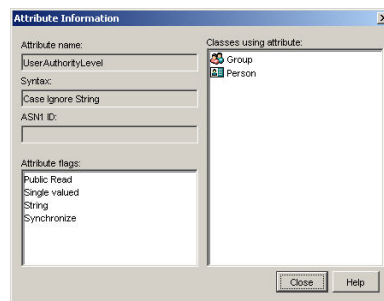 Attribute Information
Attribute name:
UserAuthorityLevel
Syntax:
Case Ignore String
ASN1 ID:
Attribute flags:
Public Read
Single valued
String
Synchronize
Classes using attribute:
Group
Person
Close
Help